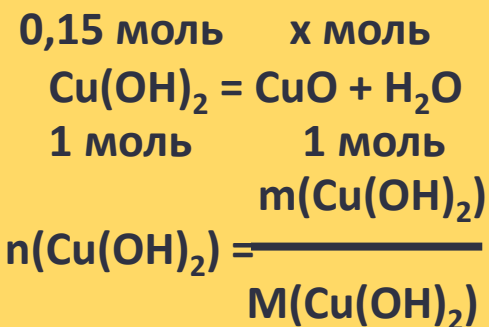 0,15 моль х моль
Cu(OH)₂ = CuO + H₂O
1 моль 1 моль
m(Cu(OH)₂)
n(Cu(OH)₂) =
M(Cu(OH)₂)